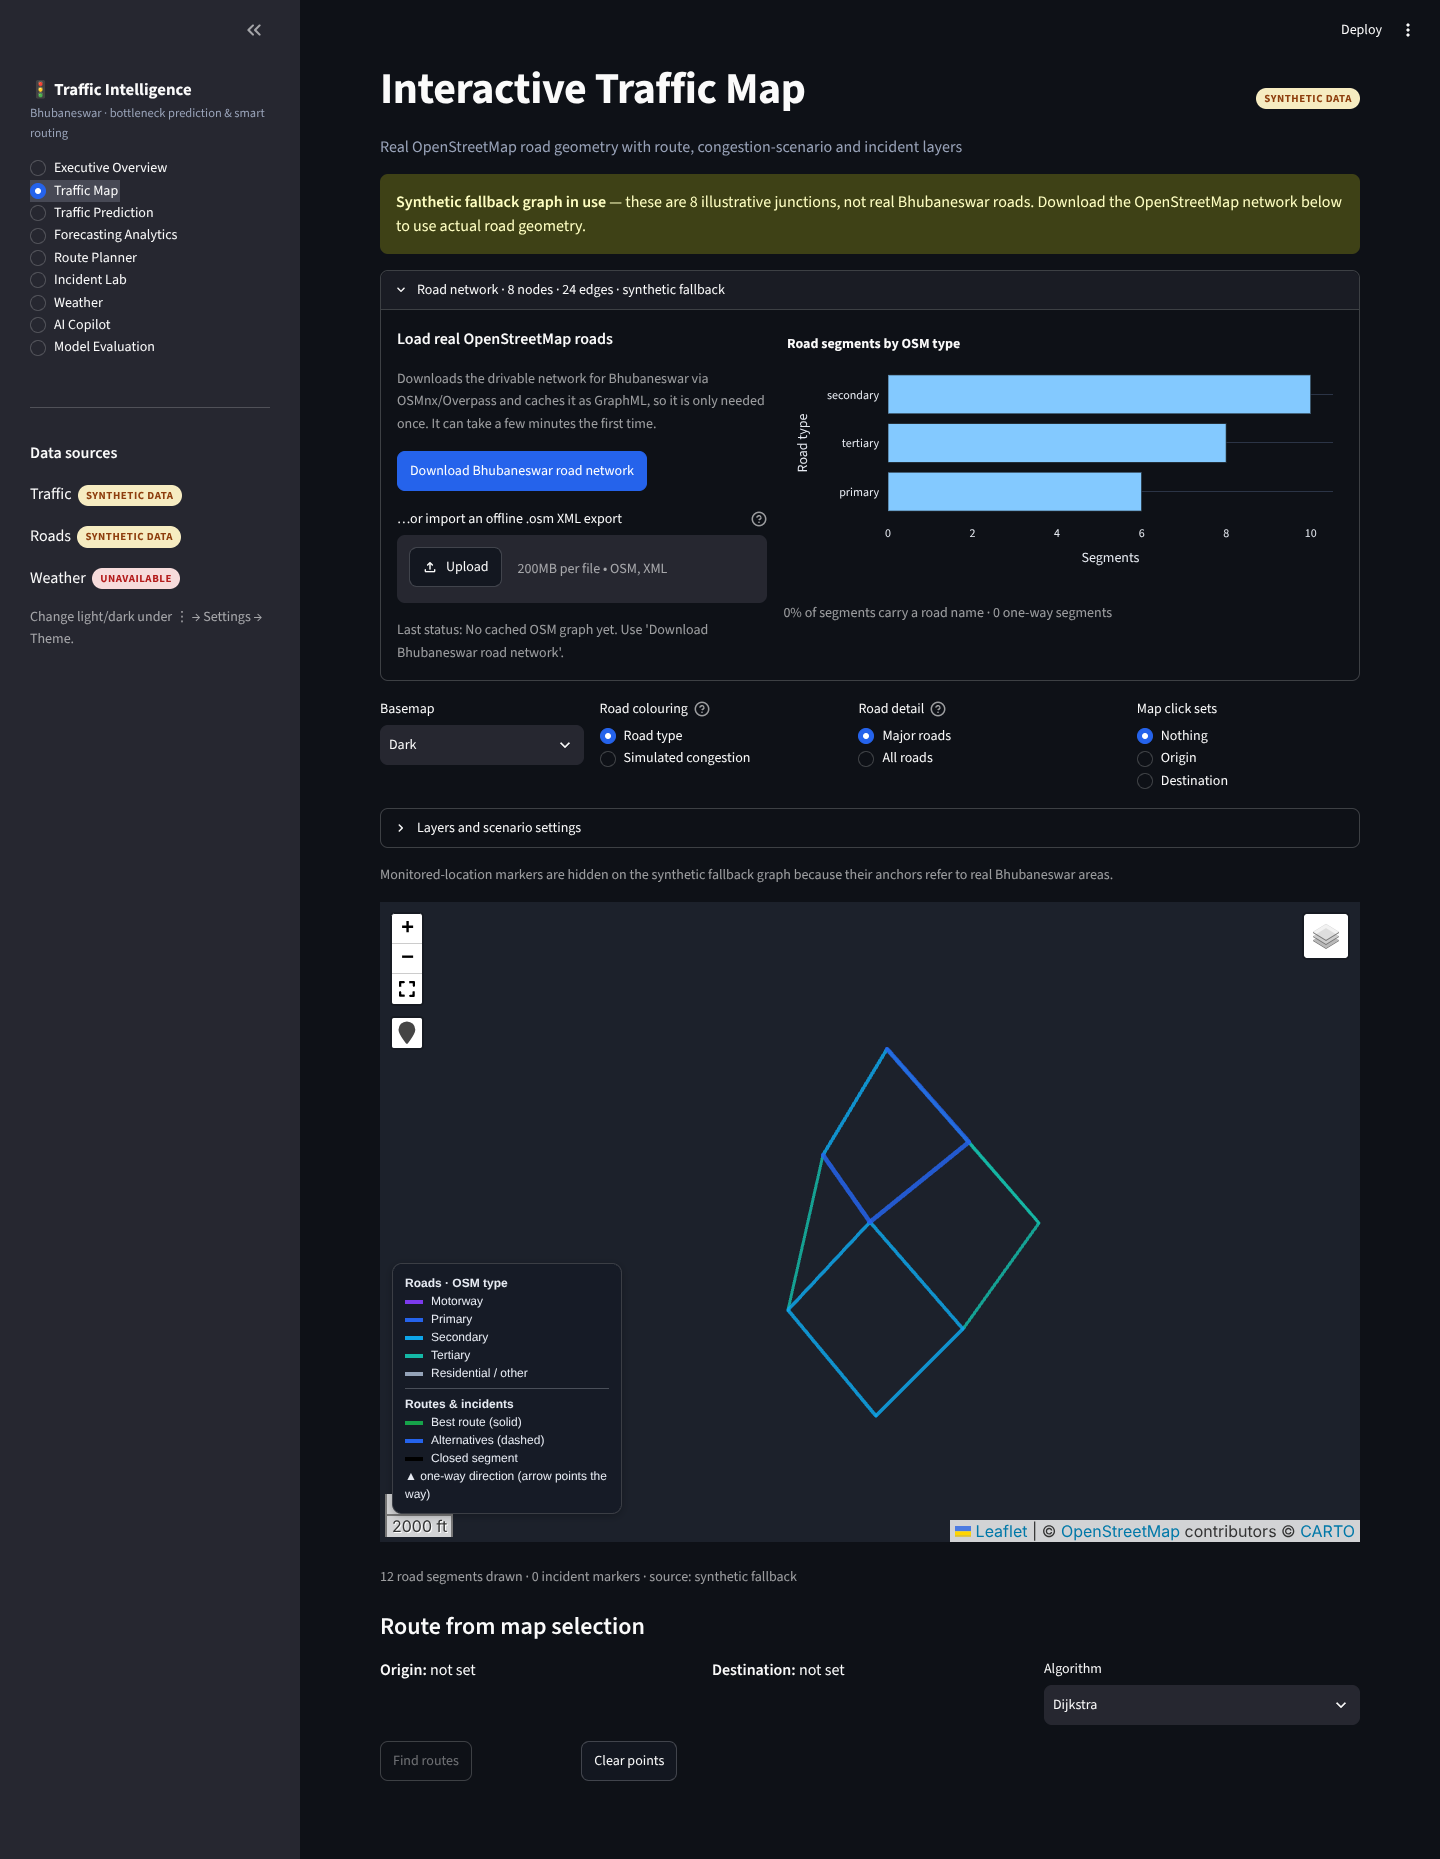 Deploy
🚦 Traffic Intelligence
Bhubaneswar · bottleneck prediction & smart
routing
Executive Overview
Traffic Map
Traffic Prediction
Forecasting Analytics
Route Planner
Incident Lab
Weather
AI Copilot
Model Evaluation
Data sources
Traffic SYNTHETIC DATA
Roads SYNTHETIC DATA
Weather UNAVAILABLE
Change light/dark under ⋮ → Settings →
Theme.
Interactive Traffic Map
SYNTHETIC DATA
Real OpenStreetMap road geometry with route, congestion-scenario and incident layers
Synthetic fallback graph in use — these are 8 illustrative junctions, not real Bhubaneswar roads. Download the OpenStreetMap network below
to use actual road geometry.
Road network · 8 nodes · 24 edges · synthetic fallback
Load real OpenStreetMap roads
Downloads the drivable network for Bhubaneswar via
OSMnx/Overpass and caches it as GraphML, so it is only needed
once. It can take a few minutes the first time.
Download Bhubaneswar road network
…or import an offline .osm XML export
Upload
200MB per file • OSM, XML
Last status: No cached OSM graph yet. Use 'Download
Bhubaneswar road network'.
Road segments by OSM type
Road type
secondary
tertiary
primary
0 2 4 6 8 10
Segments
0% of segments carry a road name · 0 one-way segments
Basemap
Dark
Road colouring
Road type
Simulated congestion
Road detail
Major roads
All roads
Map click sets
Nothing
Origin
Destination
Layers and scenario settings
Monitored-location markers are hidden on the synthetic fallback graph because their anchors refer to real Bhubaneswar areas.
+
−
Roads · OSM type
Motorway
Primary
Secondary
Tertiary
Residential / other
Routes & incidents
Best route (solid)
Alternatives (dashed)
Closed segment
▲ one-way direction (arrow points the
way)
2000 ft
Leaflet | © OpenStreetMap contributors © CARTO
12 road segments drawn · 0 incident markers · source: synthetic fallback
Route from map selection
Origin: not set
Destination: not set
Algorithm
Dijkstra
Find routes
Clear points